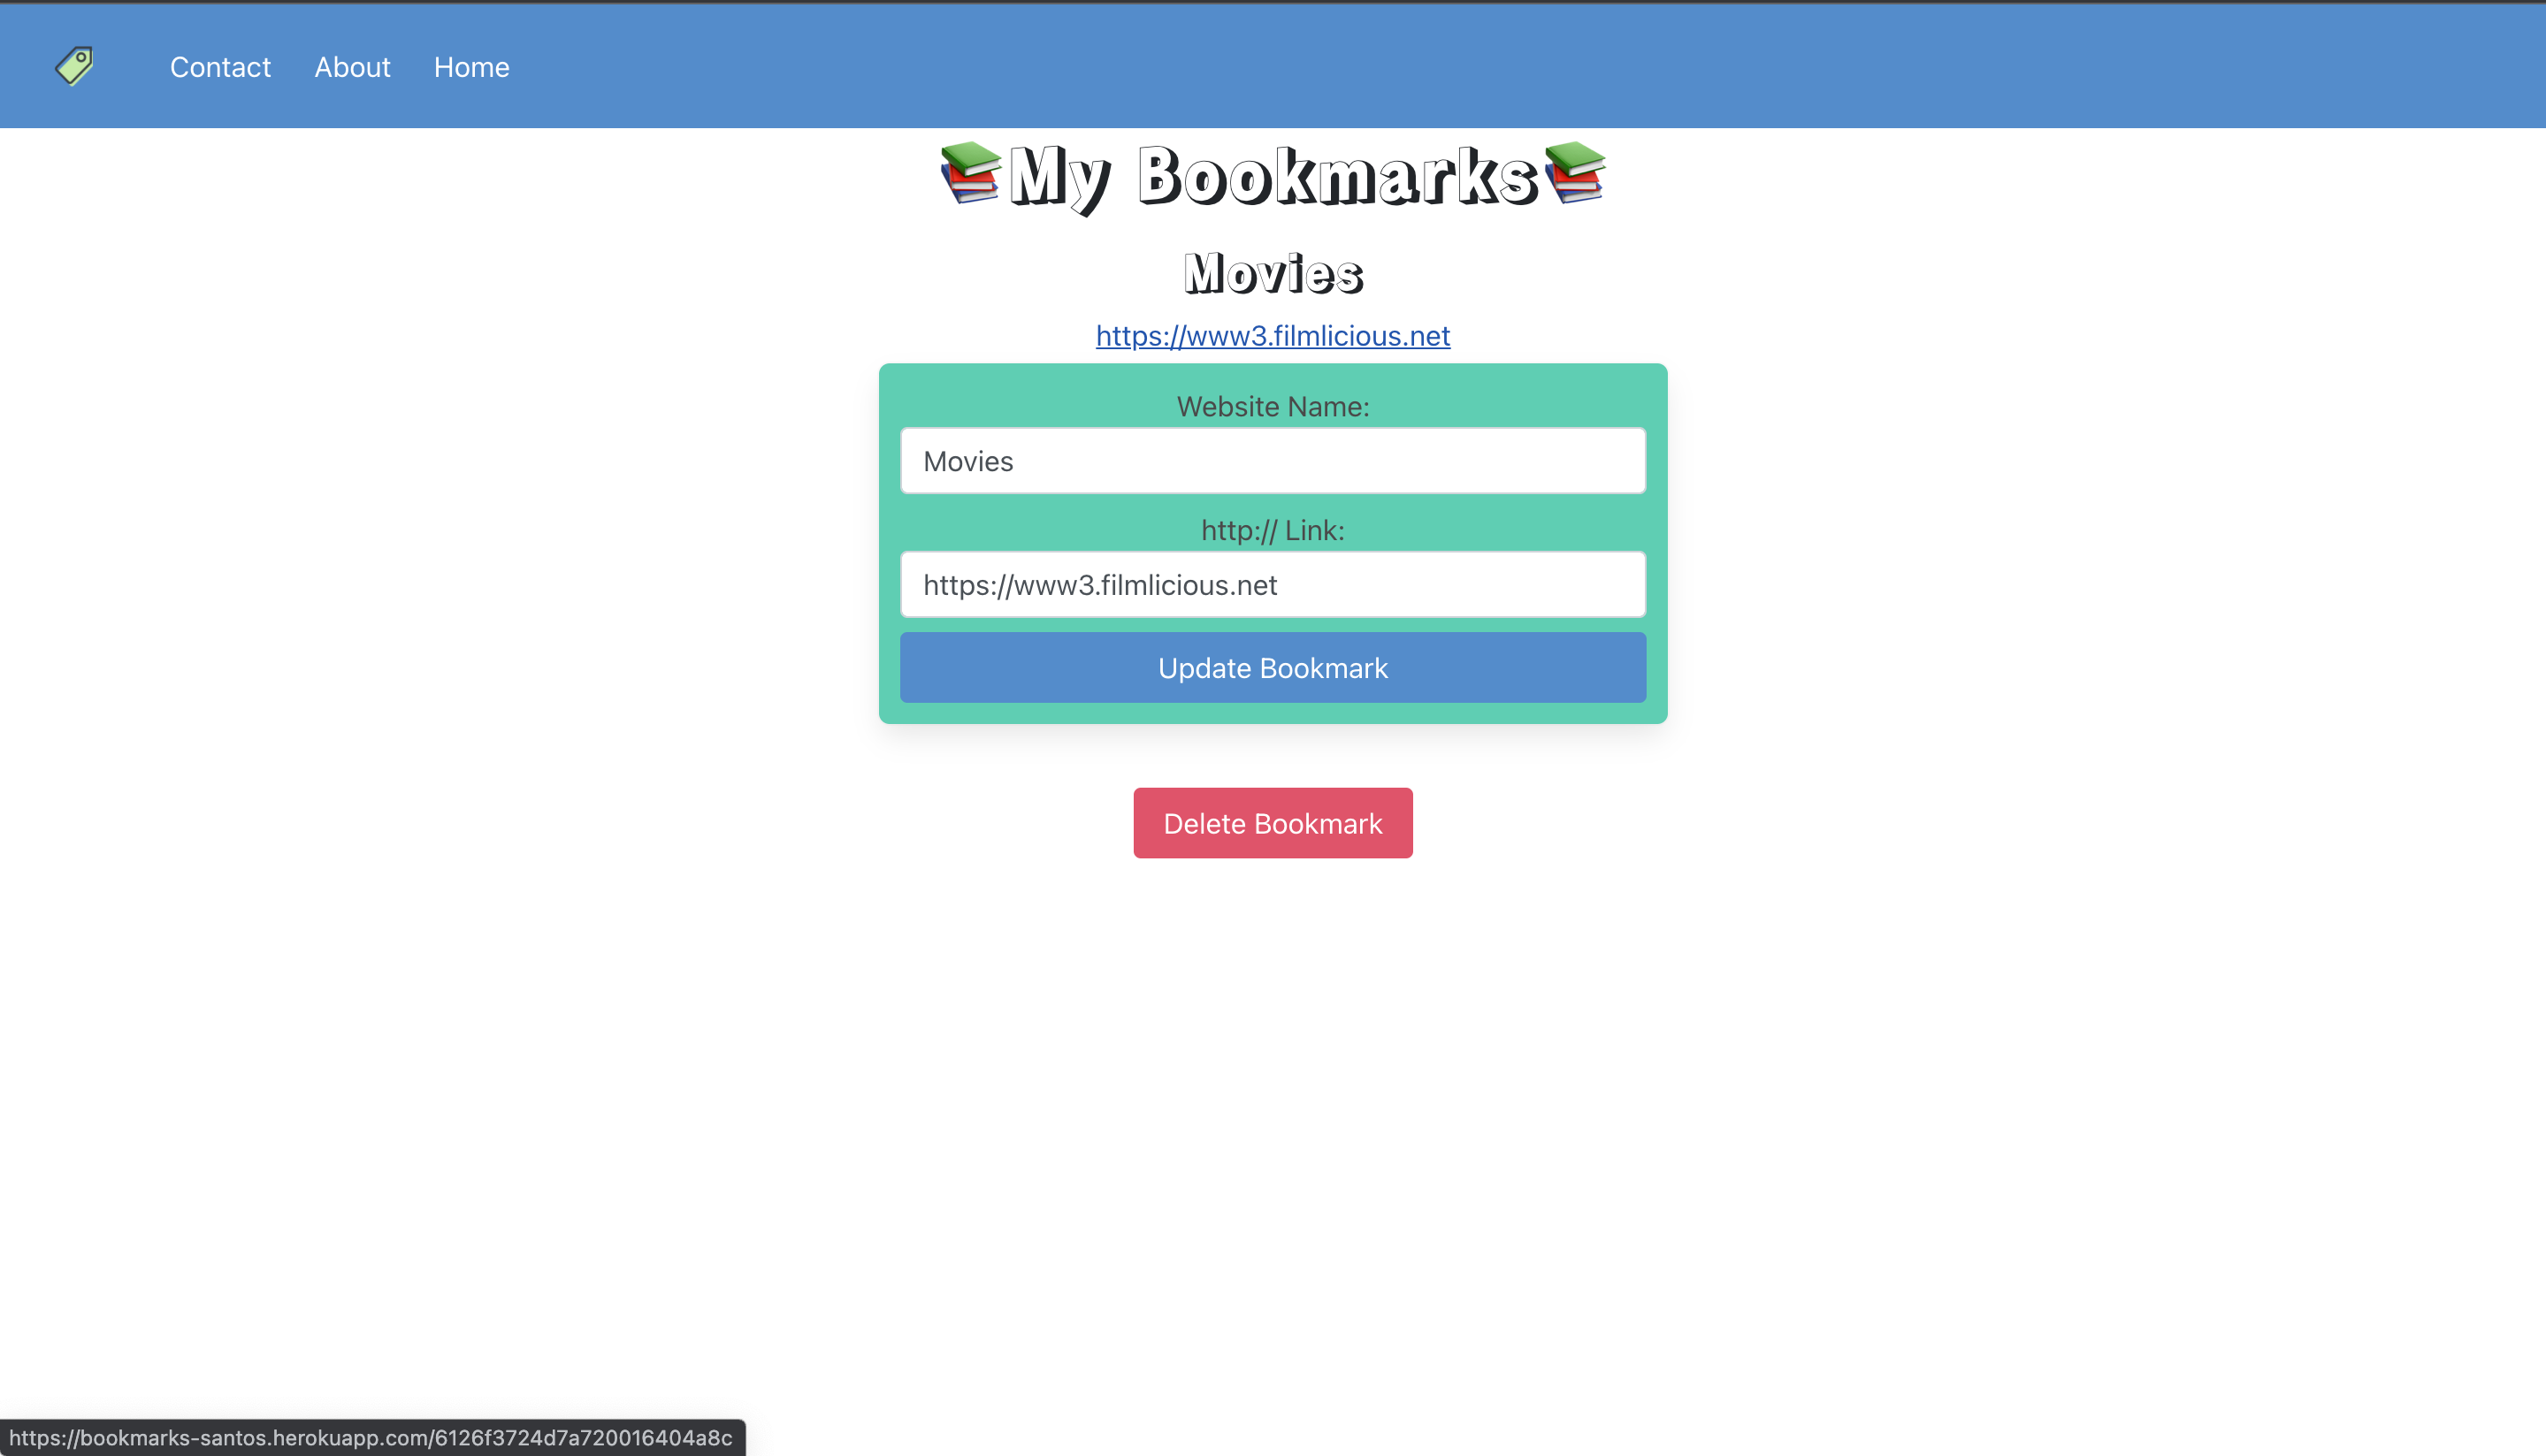 Contact About Home
My Bookmarks
Movies
https://www3.filmlicious.net
Website Name:
Movies
http:// Link:
https://www3.filmlicious.net
Update Bookmark
Delete Bookmark
https://bookmarks-santos.herokuapp.com/6126f3724d7a720016404a8c